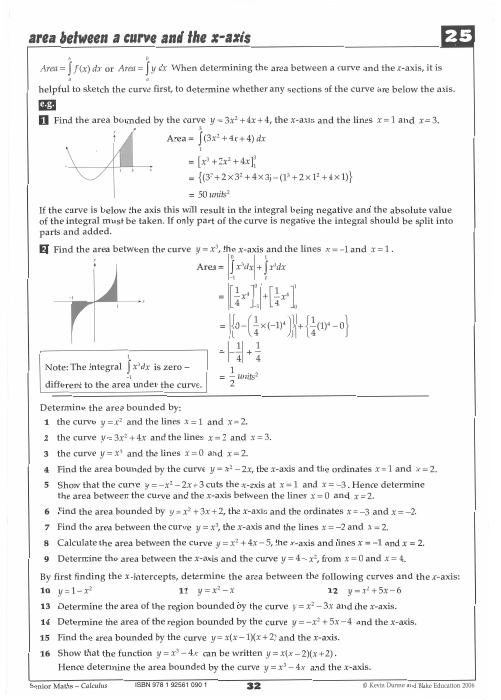 area between a curve and the x-axis
25
Area = ∫ₐᵇ f(x) dx or Area = ∫ₐᵇ y dx When determining the area between a curve and the x-axis, it is
helpful to sketch the curve first, to determine whether any sections of the curve are below the axis.
e.g.
1 Find the area bounded by the curve y = 3x² + 4x + 4, the x-axis and the lines x = 1 and x = 3.
Area = ∫₁³ (3x² + 4x + 4) dx
= [x³ + 2x² + 4x]₁³
= {(3³ + 2 × 3² + 4 × 3) – (1³ + 2 × 1² + 4 × 1)}
= 50 units²
If the curve is below the axis this will result in the integral being negative and the absolute value
of the integral must be taken. If only part of the curve is negative the integral should be split into
parts and added.
2 Find the area between the curve y = x³, the x-axis and the lines x = –1 and x = 1.
Area = |∫₋₁⁰ x³dx| + ∫₀¹ x³dx
= |[1/4 x⁴]₋₁⁰| + [1/4 x⁴]₀¹
= |{0 – (1/4 × (–1)⁴)}| + {1/4 (1)⁴ – 0}
= |–1/4| + 1/4
= 1/2 units²
Note: The integral ∫₋₁¹ x³dx is zero –
different to the area under the curve.
Determine the area bounded by:
1 the curve y = x² and the lines x = 1 and x = 2.
2 the curve y = 3x² + 4x and the lines x = 2 and x = 3.
3 the curve y = x³ and the lines x = 0 and x = 2.
4 Find the area bounded by the curve y = x² – 2x, the x-axis and the ordinates x = 1 and x = 2.
5 Show that the curve y = –x² – 2x + 3 cuts the x-axis at x = 1 and x = –3. Hence determine
the area between the curve and the x-axis between the lines x = 0 and x = 2.
6 Find the area bounded by y = x² + 3x + 2, the x-axis and the ordinates x = –3 and x = –2.
7 Find the area between the curve y = x³, the x-axis and the lines x = –2 and x = 2.
8 Calculate the area between the curve y = x² + 4x – 5, the x-axis and lines x = –1 and x = 2.
9 Determine the area between the x-axis and the curve y = 4 – x², from x = 0 and x = 4.
By first finding the x-intercepts, determine the area between the following curves and the x-axis:
10 y = 1 – x² 11 y = x² – x 12 y = x² + 5x – 6
13 Determine the area of the region bounded by the curve y = x² – 3x and the x-axis.
14 Determine the area of the region bounded by the curve y = –x² + 5x – 4 and the x-axis.
15 Find the area bounded by the curve y = x(x – 1)(x + 2) and the x-axis.
16 Show that the function y = x³ – 4x can be written y = x(x – 2)(x + 2).
Hence determine the area bounded by the curve y = x³ – 4x and the x-axis.
Senior Maths – Calculus ISBN 978 1 92561 090 1 32 © Kevin Dunne and Blake Education 2006